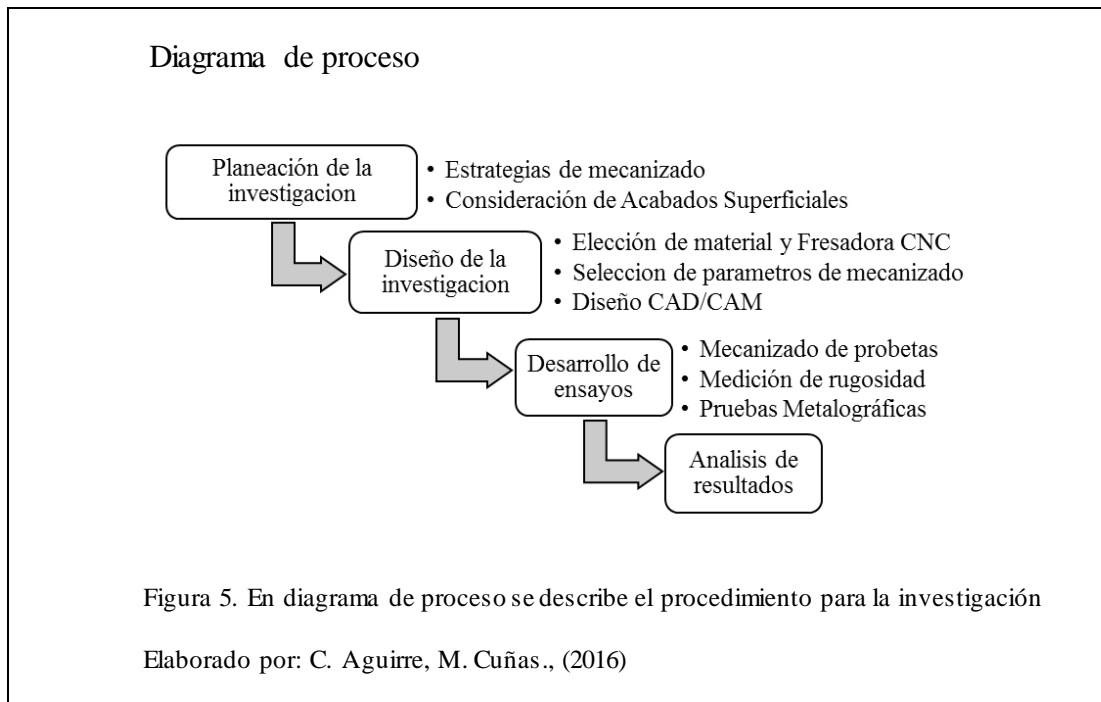 Diagrama de proceso
Planeación de la
investigacion
• Estrategias de mecanizado
• Consideración de Acabados Superficiales
Diseño de la
investigacion
• Elección de material y Fresadora CNC
• Seleccion de parametros de mecanizado
• Diseño CAD/CAM
Desarrollo de
ensayos
• Mecanizado de probetas
• Medición de rugosidad
• Pruebas Metalográficas
Analisis de
resultados
Figura 5. En diagrama de proceso se describe el procedimiento para la investigación
Elaborado por: C. Aguirre, M. Cuñas., (2016)